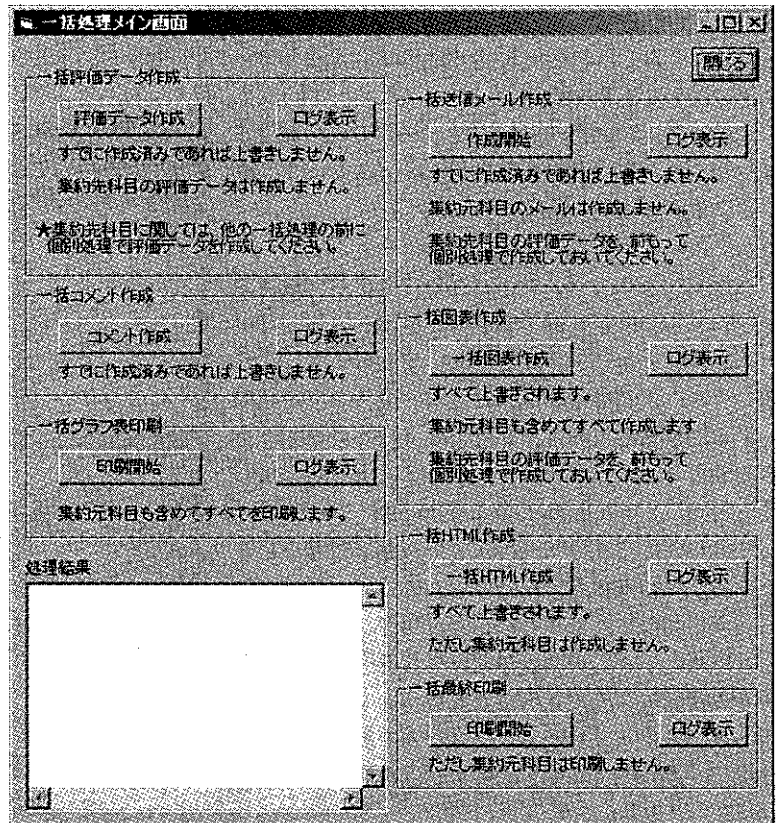 一括処理メイン画面
閉じる
一括評価データ作成
評価データ作成
ログ表示
すでに作成済みであれば上書きしません。
集約先科目の評価データは作成しません。
★集約先科目に関しては、他の一括処理の前に
個別処理で評価データを作成してください。
一括コメント作成
コメント作成
ログ表示
すでに作成済みであれば上書きしません。
一括グラフ表印刷
印刷開始
ログ表示
集約元科目も含めてすべてを印刷します。
処理結果
一括送信メール作成
作成開始
ログ表示
すでに作成済みであれば上書きしません。
集約元科目のメールは作成しません。
集約先科目の評価データを、前もって
個別処理で作成しておいてください。
一括図表作成
一括図表作成
ログ表示
すべて上書きされます。
集約元科目も含めてすべて作成します
集約先科目の評価データを、前もって
個別処理で作成しておいてください。
一括HTML作成
一括HTML作成
ログ表示
すべて上書きされます。
ただし集約元科目は作成しません。
一括最終印刷
印刷開始
ログ表示
ただし集約元科目は印刷しません。